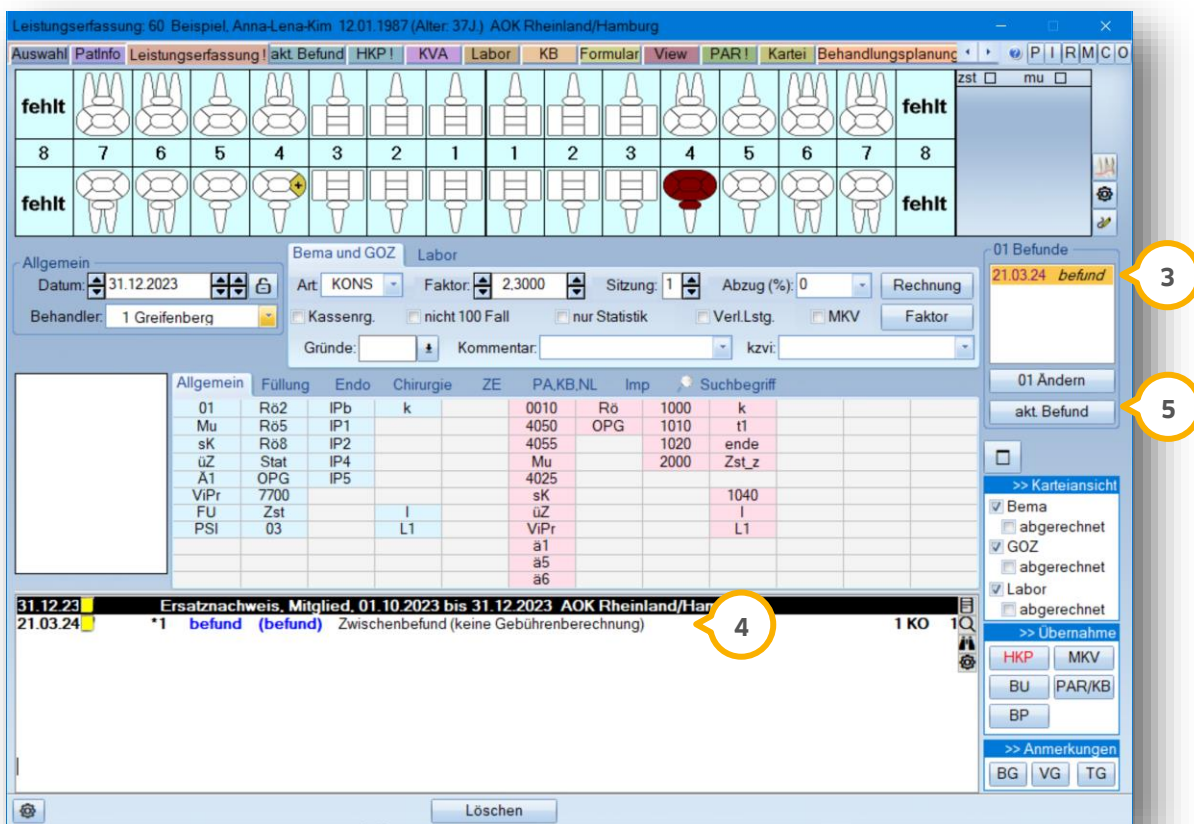 Leistungserfassung: 60 Beispiel, Anna-Lena-Kim 12.01.1987 (Alter: 37J.) AOK Rheinland/Hamburg
Auswahl PatInfo Leistungserfassung ! akt. Befund HKP ! KVA Labor KB Formular View PAR ! Kartei Behandlungsplanung P I R M C O
zst mu
fehlt fehlt
8 7 6 5 4 3 2 1 1 2 3 4 5 6 7 8
fehlt fehlt
Allgemein
Datum: 31.12.2023
Behandler: 1 Greifenberg
Bema und GOZ Labor
Art: KONS Faktor: 2,3000 Sitzung: 1 Abzug (%): 0 Rechnung
Kassenrg. nicht 100 Fall nur Statistik Verl.Lstg. MKV Faktor
Gründe: Kommentar: kzvi:
01 Befunde
21.03.24 befund
3
01 Ändern
akt. Befund
5
Allgemein Füllung Endo Chirurgie ZE PA,KB,NL Imp Suchbegriff
01 Rö2 IPb k 0010 Rö 1000 k
Mu Rö5 IP1 4050 OPG 1010 t1
sK Rö8 IP2 4055 1020 ende
üZ Stat IP4 Mu 2000 Zst_z
Ä1 OPG IP5 4025
ViPr 7700 sK 1040
FU Zst l üZ l
PSI 03 L1 ViPr L1
ä1
ä5
ä6
>> Karteiansicht
Bema
abgerechnet
GOZ
abgerechnet
Labor
abgerechnet
31.12.23 Ersatznachweis, Mitglied, 01.10.2023 bis 31.12.2023 AOK Rheinland/Ham
21.03.24 *1 befund (befund) Zwischenbefund (keine Gebührenberechnung) 1 KO 1
4
>> Übernahme
HKP MKV
BU PAR/KB
BP
>> Anmerkungen
BG VG TG
Löschen